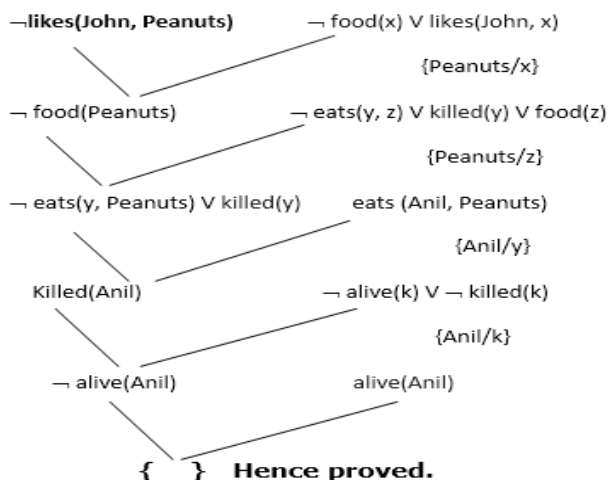 ¬likes(John, Peanuts) ¬ food(x) V likes(John, x)
{Peanuts/x}
¬ food(Peanuts) ¬ eats(y, z) V killed(y) V food(z)
{Peanuts/z}
¬ eats(y, Peanuts) V killed(y) eats (Anil, Peanuts)
{Anil/y}
Killed(Anil) ¬ alive(k) V ¬ killed(k)
{Anil/k}
¬ alive(Anil) alive(Anil)
{ } Hence proved.